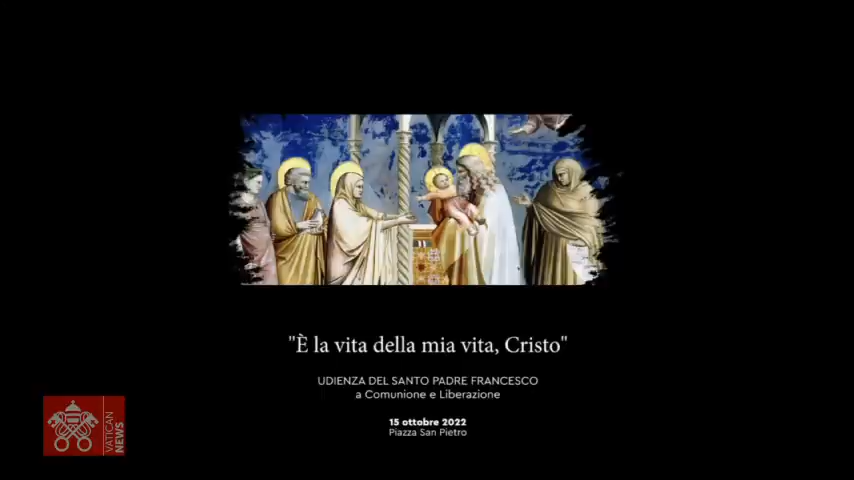 "È la vita della mia vita, Cristo"
UDIENZA DEL SANTO PADRE FRANCESCO
a Comunione e Liberazione
15 ottobre 2022
Piazza San Pietro
VATICAN
NEWS